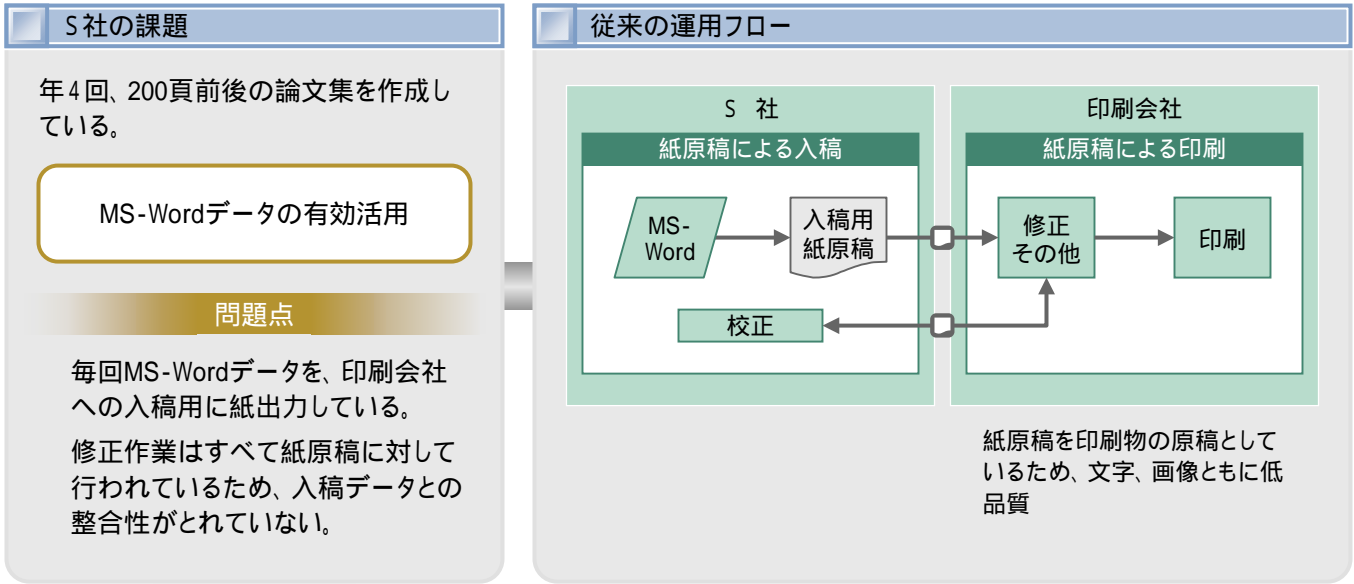 S社の課題
年4回、200頁前後の論文集を作成し
ている。
MS-Wordデータの有効活用
問題点
毎回MS-Wordデータを、印刷会社
への入稿用に紙出力している。
修正作業はすべて紙原稿に対して
行われているため、入稿データとの
整合性がとれていない。
従来の運用フロー
S 社
紙原稿による入稿
MS-
Word
入稿用
紙原稿
校正
印刷会社
紙原稿による印刷
修正
その他
印刷
紙原稿を印刷物の原稿として
いるため、文字、画像ともに低
品質